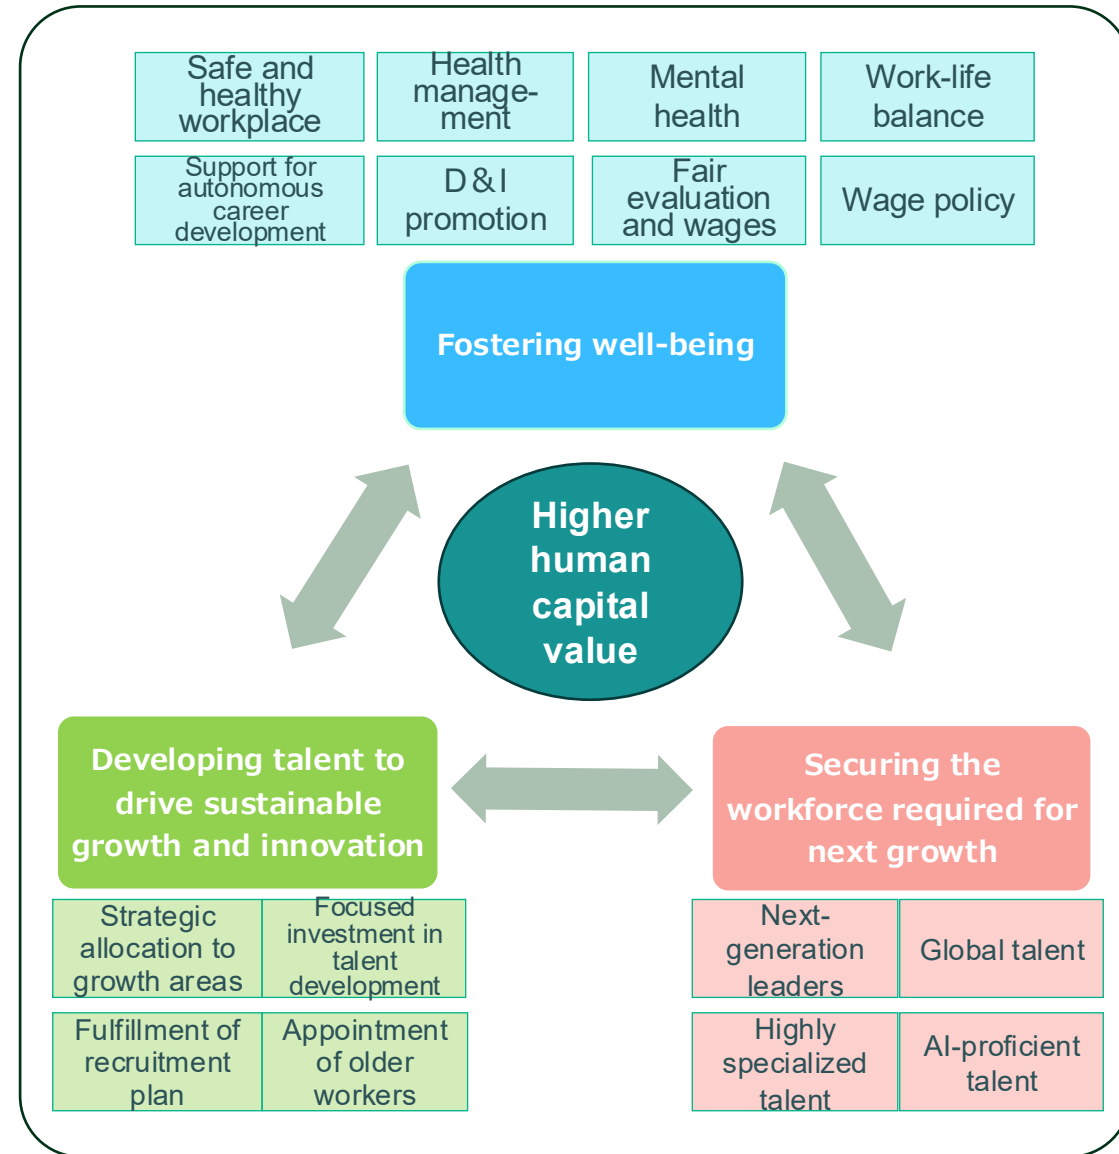 Safe and
healthy
workplace
Health
manage-
ment
Mental
health
Work-life
balance
Support for
autonomous
career
development
D&I
promotion
Fair
evaluation
and wages
Wage policy
Fostering well-being
Higher
human
capital
value
Developing talent to
drive sustainable
growth and innovation
Securing the
workforce required for
next growth
Strategic
allocation to
growth areas
Focused
investment in
talent
development
Next-
generation
leaders
Global talent
Fulfillment of
recruitment
plan
Appointment
of older
workers
Highly
specialized
talent
AI-proficient
talent